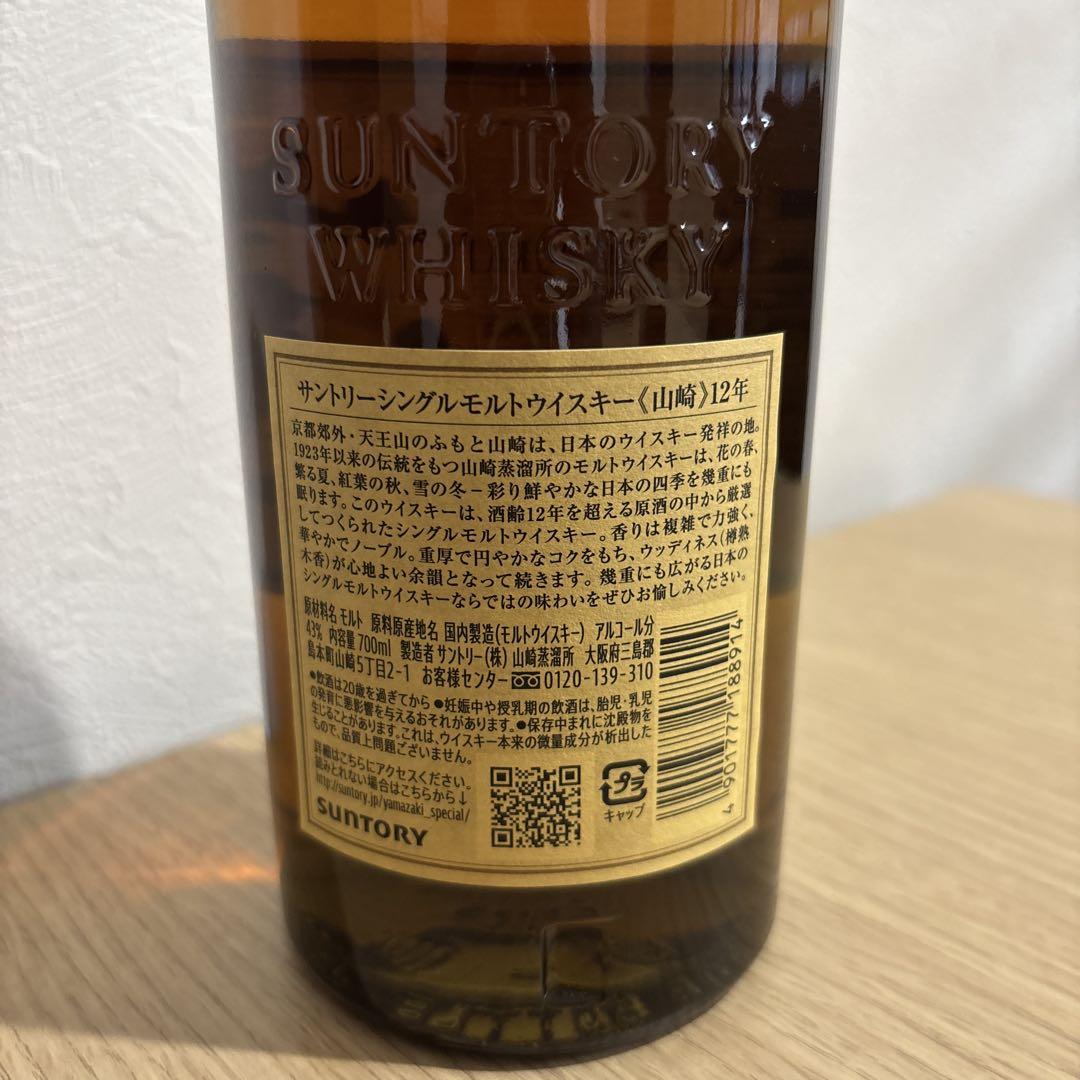 SUNTORY
WHISKY
サントリーシングルモルトウイスキー《山崎》12年
京都郊外・天王山のふもと山崎は、日本のウイスキー発祥の地。
1923年以来の伝統をもつ山崎蒸溜所のモルトウイスキーは、花の春、
繁る夏、紅葉の秋、雪の冬－彩り鮮やかな日本の四季を幾重にも
眠ります。このウイスキーは、酒齢12年を超える原酒の中から厳選
してつくられたシングルモルトウイスキー。香りは複雑で力強く、
華やかでノーブル。重厚で円やかなコクをもち、ウッディネス(樽熟
木香)が心地よい余韻となって続きます。幾重にも広がる日本の
シングルモルトウイスキーならではの味わいをぜひお愉しみください。
原材料名 モルト 原料原産地名 国内製造(モルトウイスキー) アルコール分
43% 内容量700ml 製造者 サントリー(株) 山崎蒸溜所 大阪府三島郡
島本町山崎5丁目2-1 お客様センター 0120-139-310
●飲酒は20歳を過ぎてから ●妊娠中や授乳期の飲酒は、胎児・乳児
の発育に悪影響を与えるおそれがあります。●保存中まれに沈殿物を
生じることがあります。これは、ウイスキー本来の微量成分が析出した
もので、品質上問題ございません。
詳細はこちらにアクセスください。
読みとれない場合はこちらから↓
http://suntory.jp/yamazaki_special/
SUNTORY
プラ
キャップ
4 901777 188914